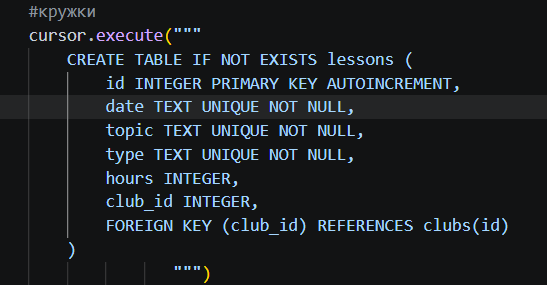 #кружки
cursor.execute("""
CREATE TABLE IF NOT EXISTS lessons (
id INTEGER PRIMARY KEY AUTOINCREMENT,
date TEXT UNIQUE NOT NULL,
topic TEXT UNIQUE NOT NULL,
type TEXT UNIQUE NOT NULL,
hours INTEGER,
club_id INTEGER,
FOREIGN KEY (club_id) REFERENCES clubs(id)
)
""")